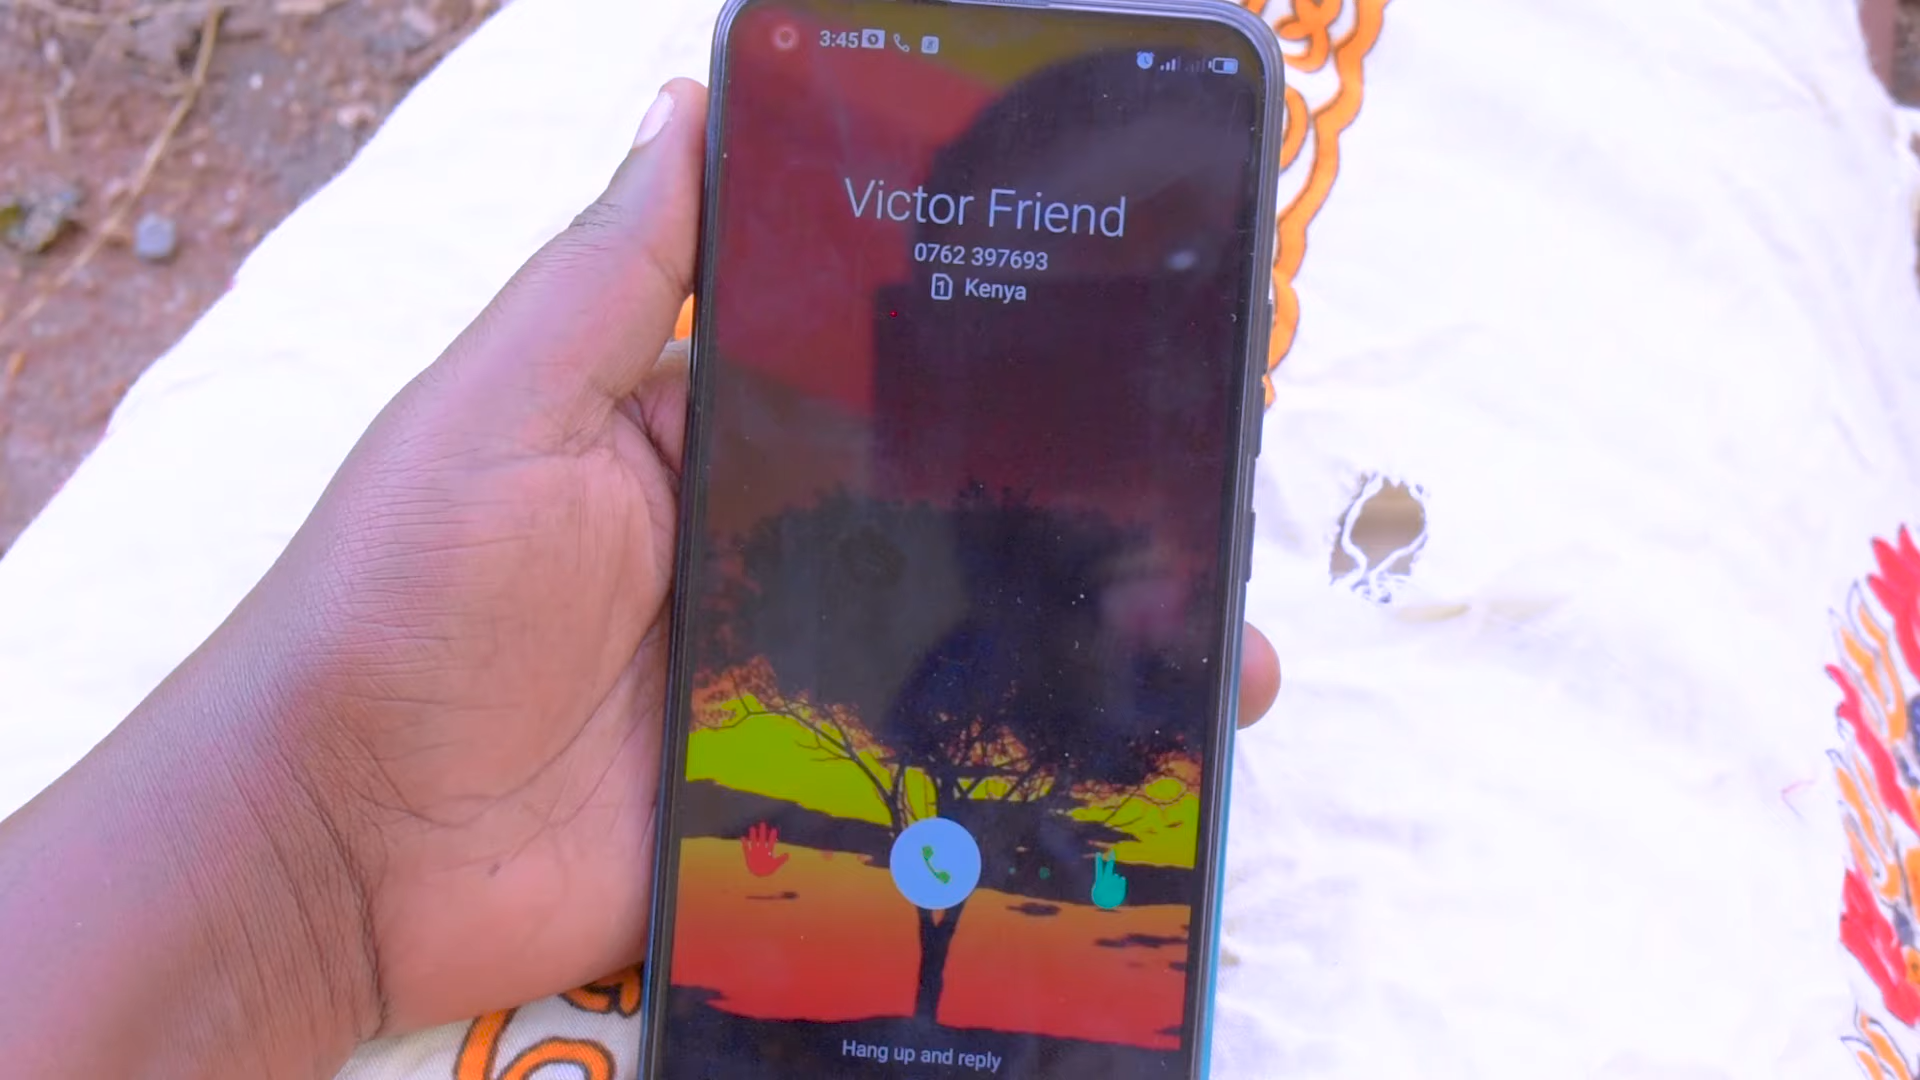 3:45
Victor Friend
0762 397693
1 Kenya
Hang up and reply